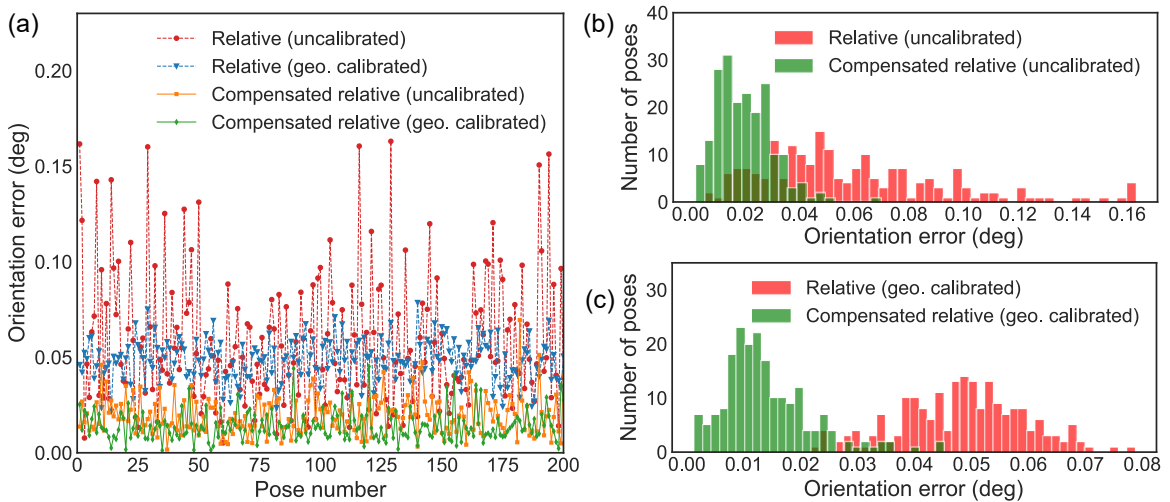 (a)
Relative (uncalibrated)
Relative (geo. calibrated)
Compensated relative (uncalibrated)
Compensated relative (geo. calibrated)
0.20
0.15
0.10
0.05
0.00
Orientation error (deg)
0 25 50 75 100 125 150 175 200
Pose number
(b)
Relative (uncalibrated)
Compensated relative (uncalibrated)
40
30
20
10
0
Number of poses
0.00 0.02 0.04 0.06 0.08 0.10 0.12 0.14 0.16
Orientation error (deg)
(c)
Relative (geo. calibrated)
Compensated relative (geo. calibrated)
30
20
10
0
Number of poses
0.00 0.01 0.02 0.03 0.04 0.05 0.06 0.07 0.08
Orientation error (deg)